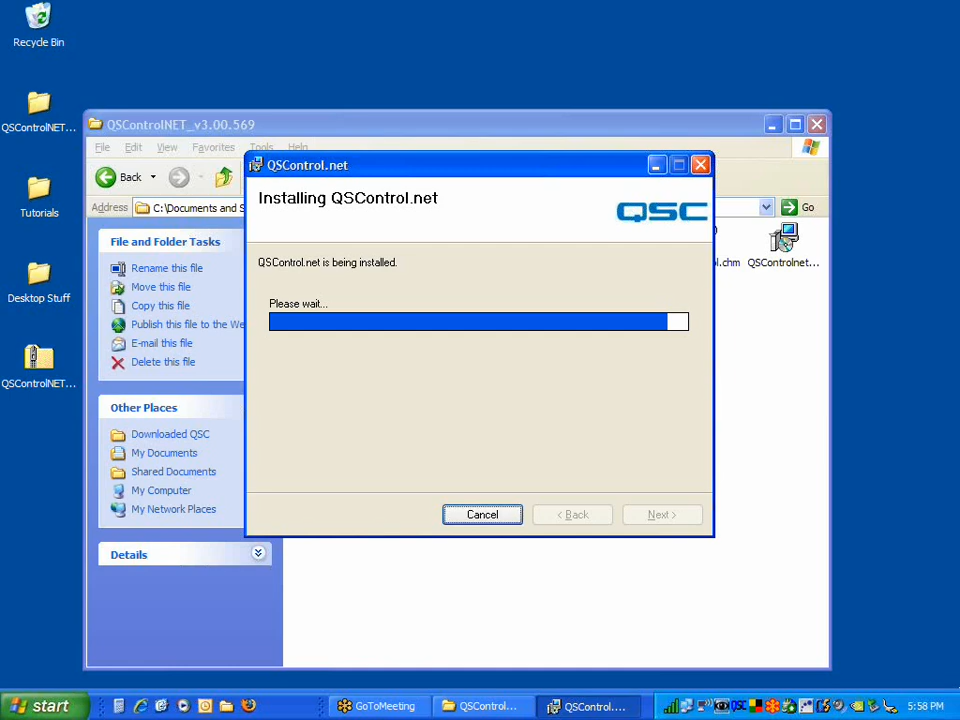 Recycle Bin
QSControlNET...
Tutorials
Desktop Stuff
QSControlNET...
QSControlNET_v3.00.569
File Edit View Favorites Tools Help
Back
Address C:\Documents and S
Go
File and Folder Tasks
Rename this file
Move this file
Copy this file
Publish this file to the We
E-mail this file
Delete this file
Other Places
Downloaded QSC
My Documents
Shared Documents
My Computer
My Network Places
Details
l.chm
QSControlnet...
QSControl.net
Installing QSControl.net
QSC
QSControl.net is being installed.
Please wait...
Cancel
< Back
Next >
start
GoToMeeting
QSControl...
QSControl....
QSC
5:58 PM